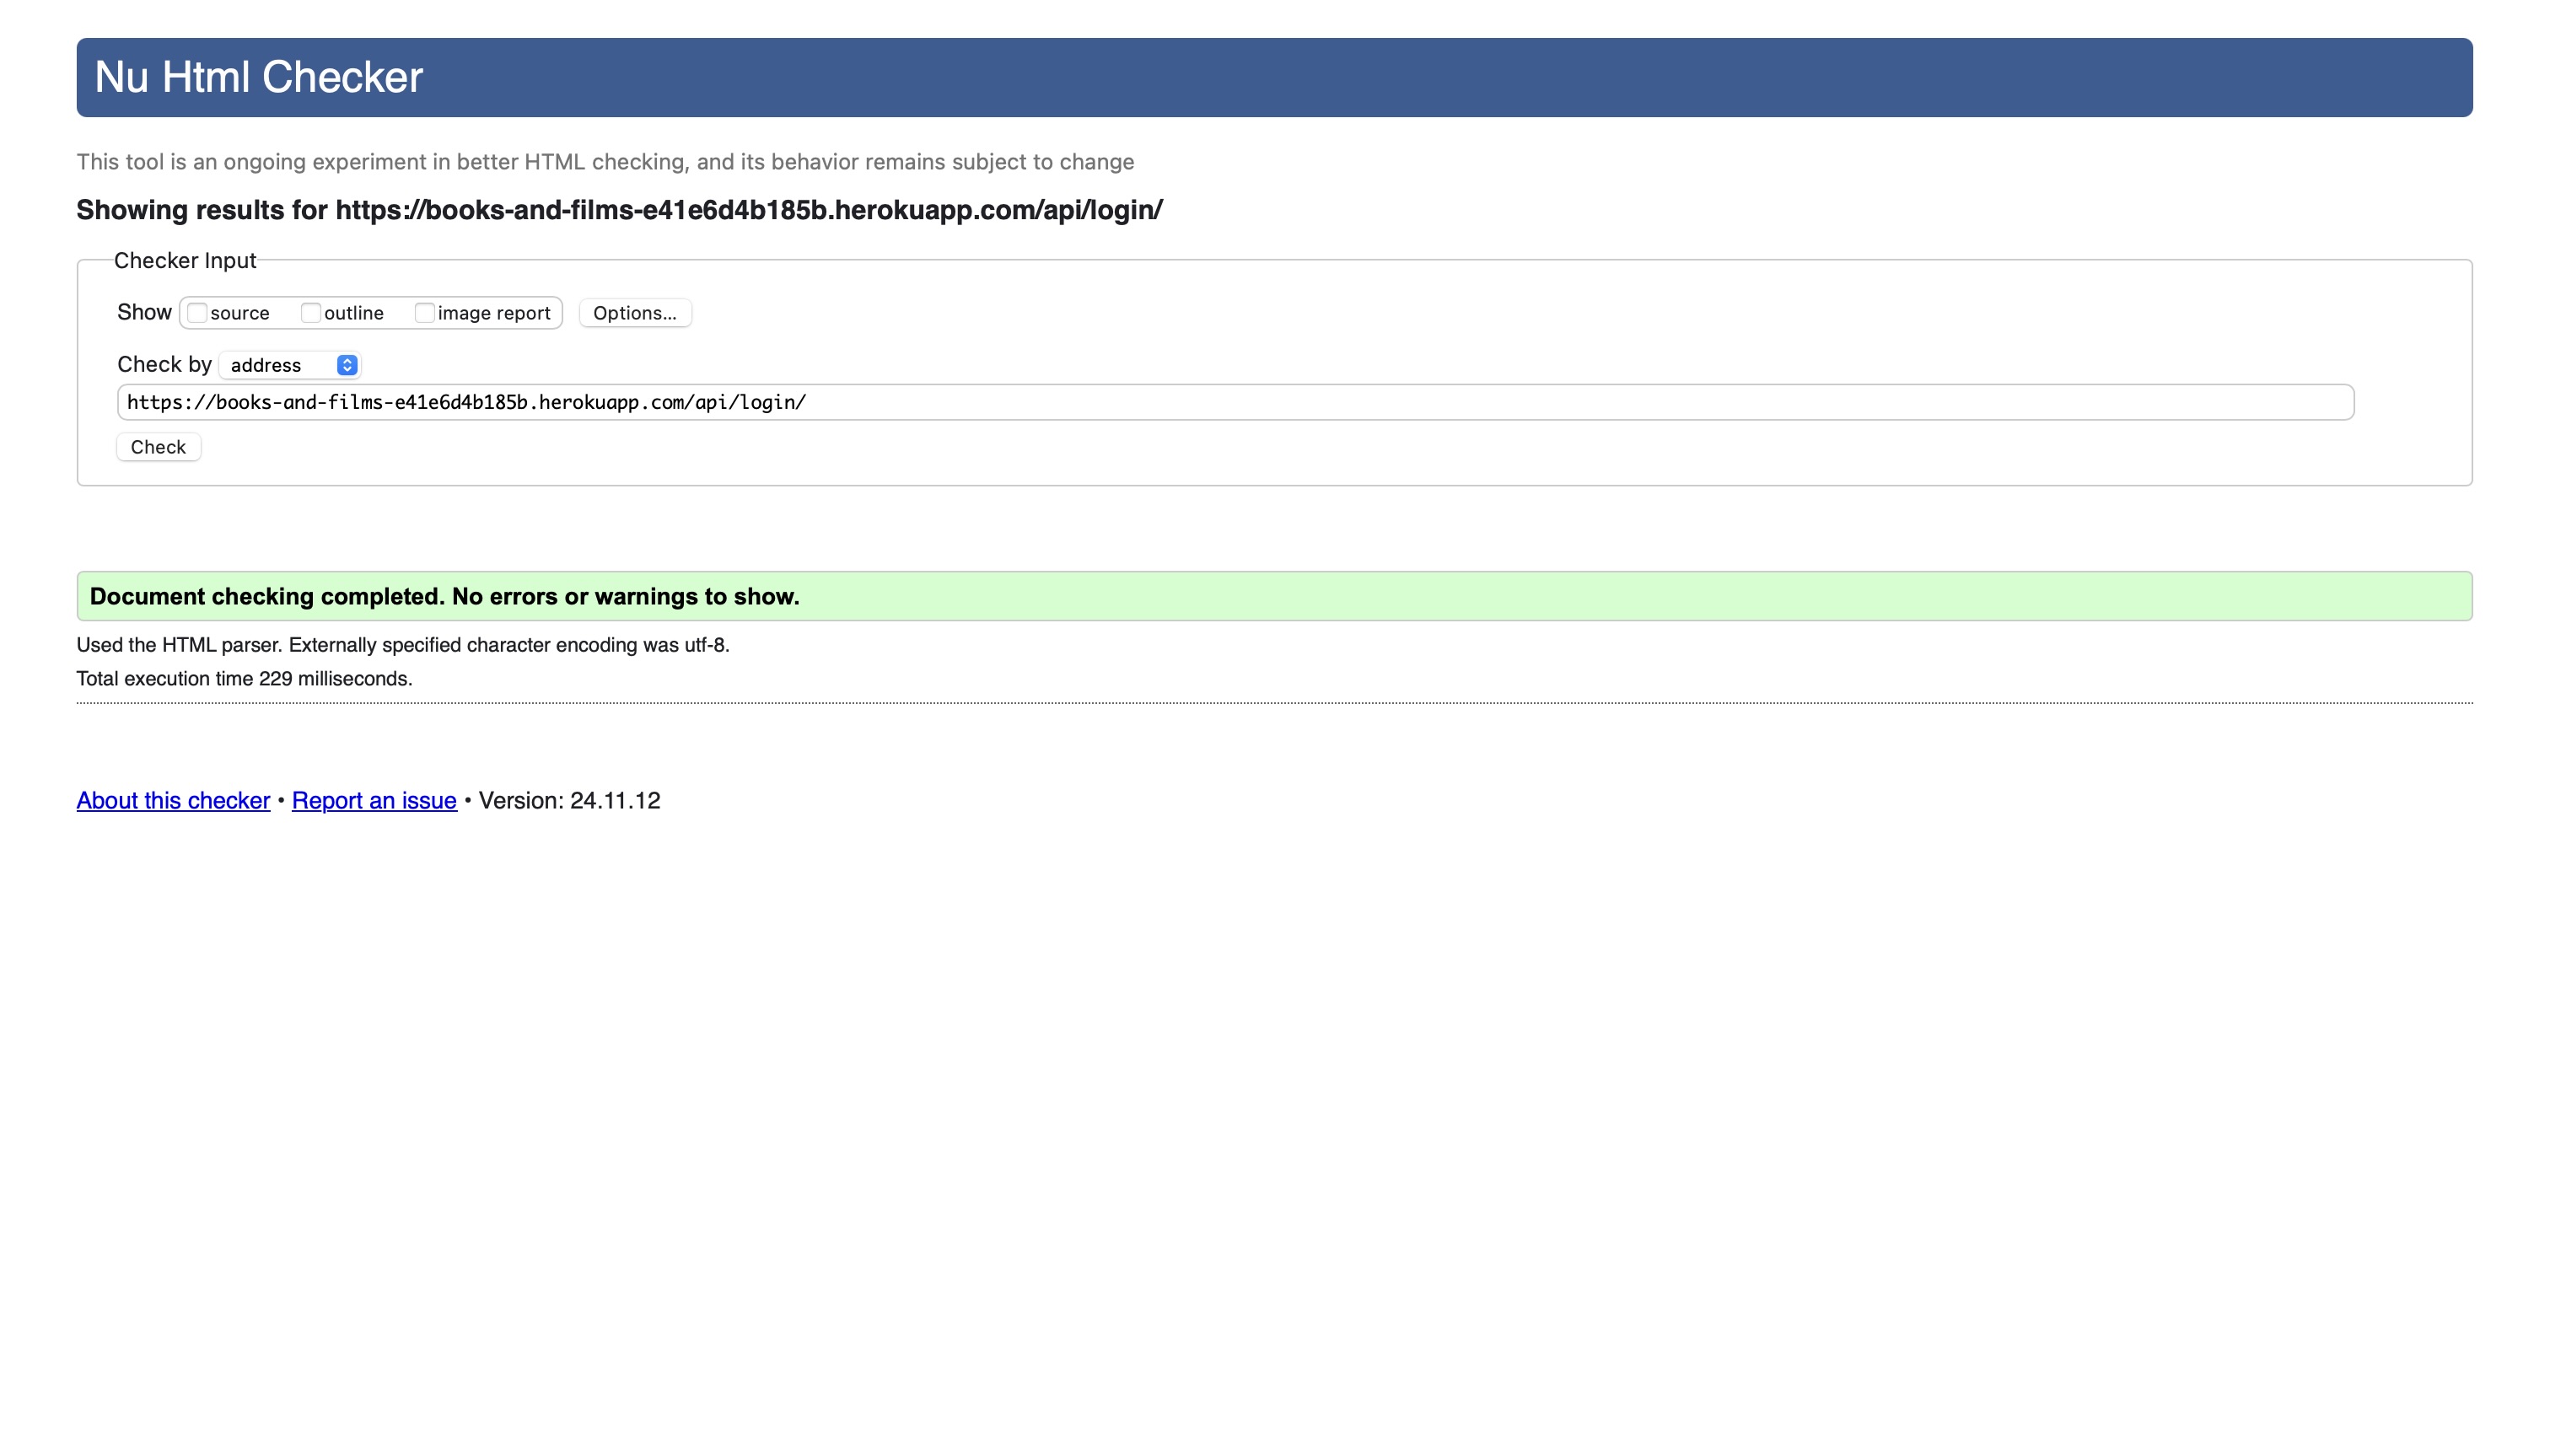 Nu Html Checker
This tool is an ongoing experiment in better HTML checking, and its behavior remains subject to change
Showing results for https://books-and-films-e41e6d4b185b.herokuapp.com/api/login/
Checker Input
Show source outline image report Options...
Check by address
https://books-and-films-e41e6d4b185b.herokuapp.com/api/login/
Check
Document checking completed. No errors or warnings to show.
Used the HTML parser. Externally specified character encoding was utf-8.
Total execution time 229 milliseconds.
About this checker • Report an issue • Version: 24.11.12